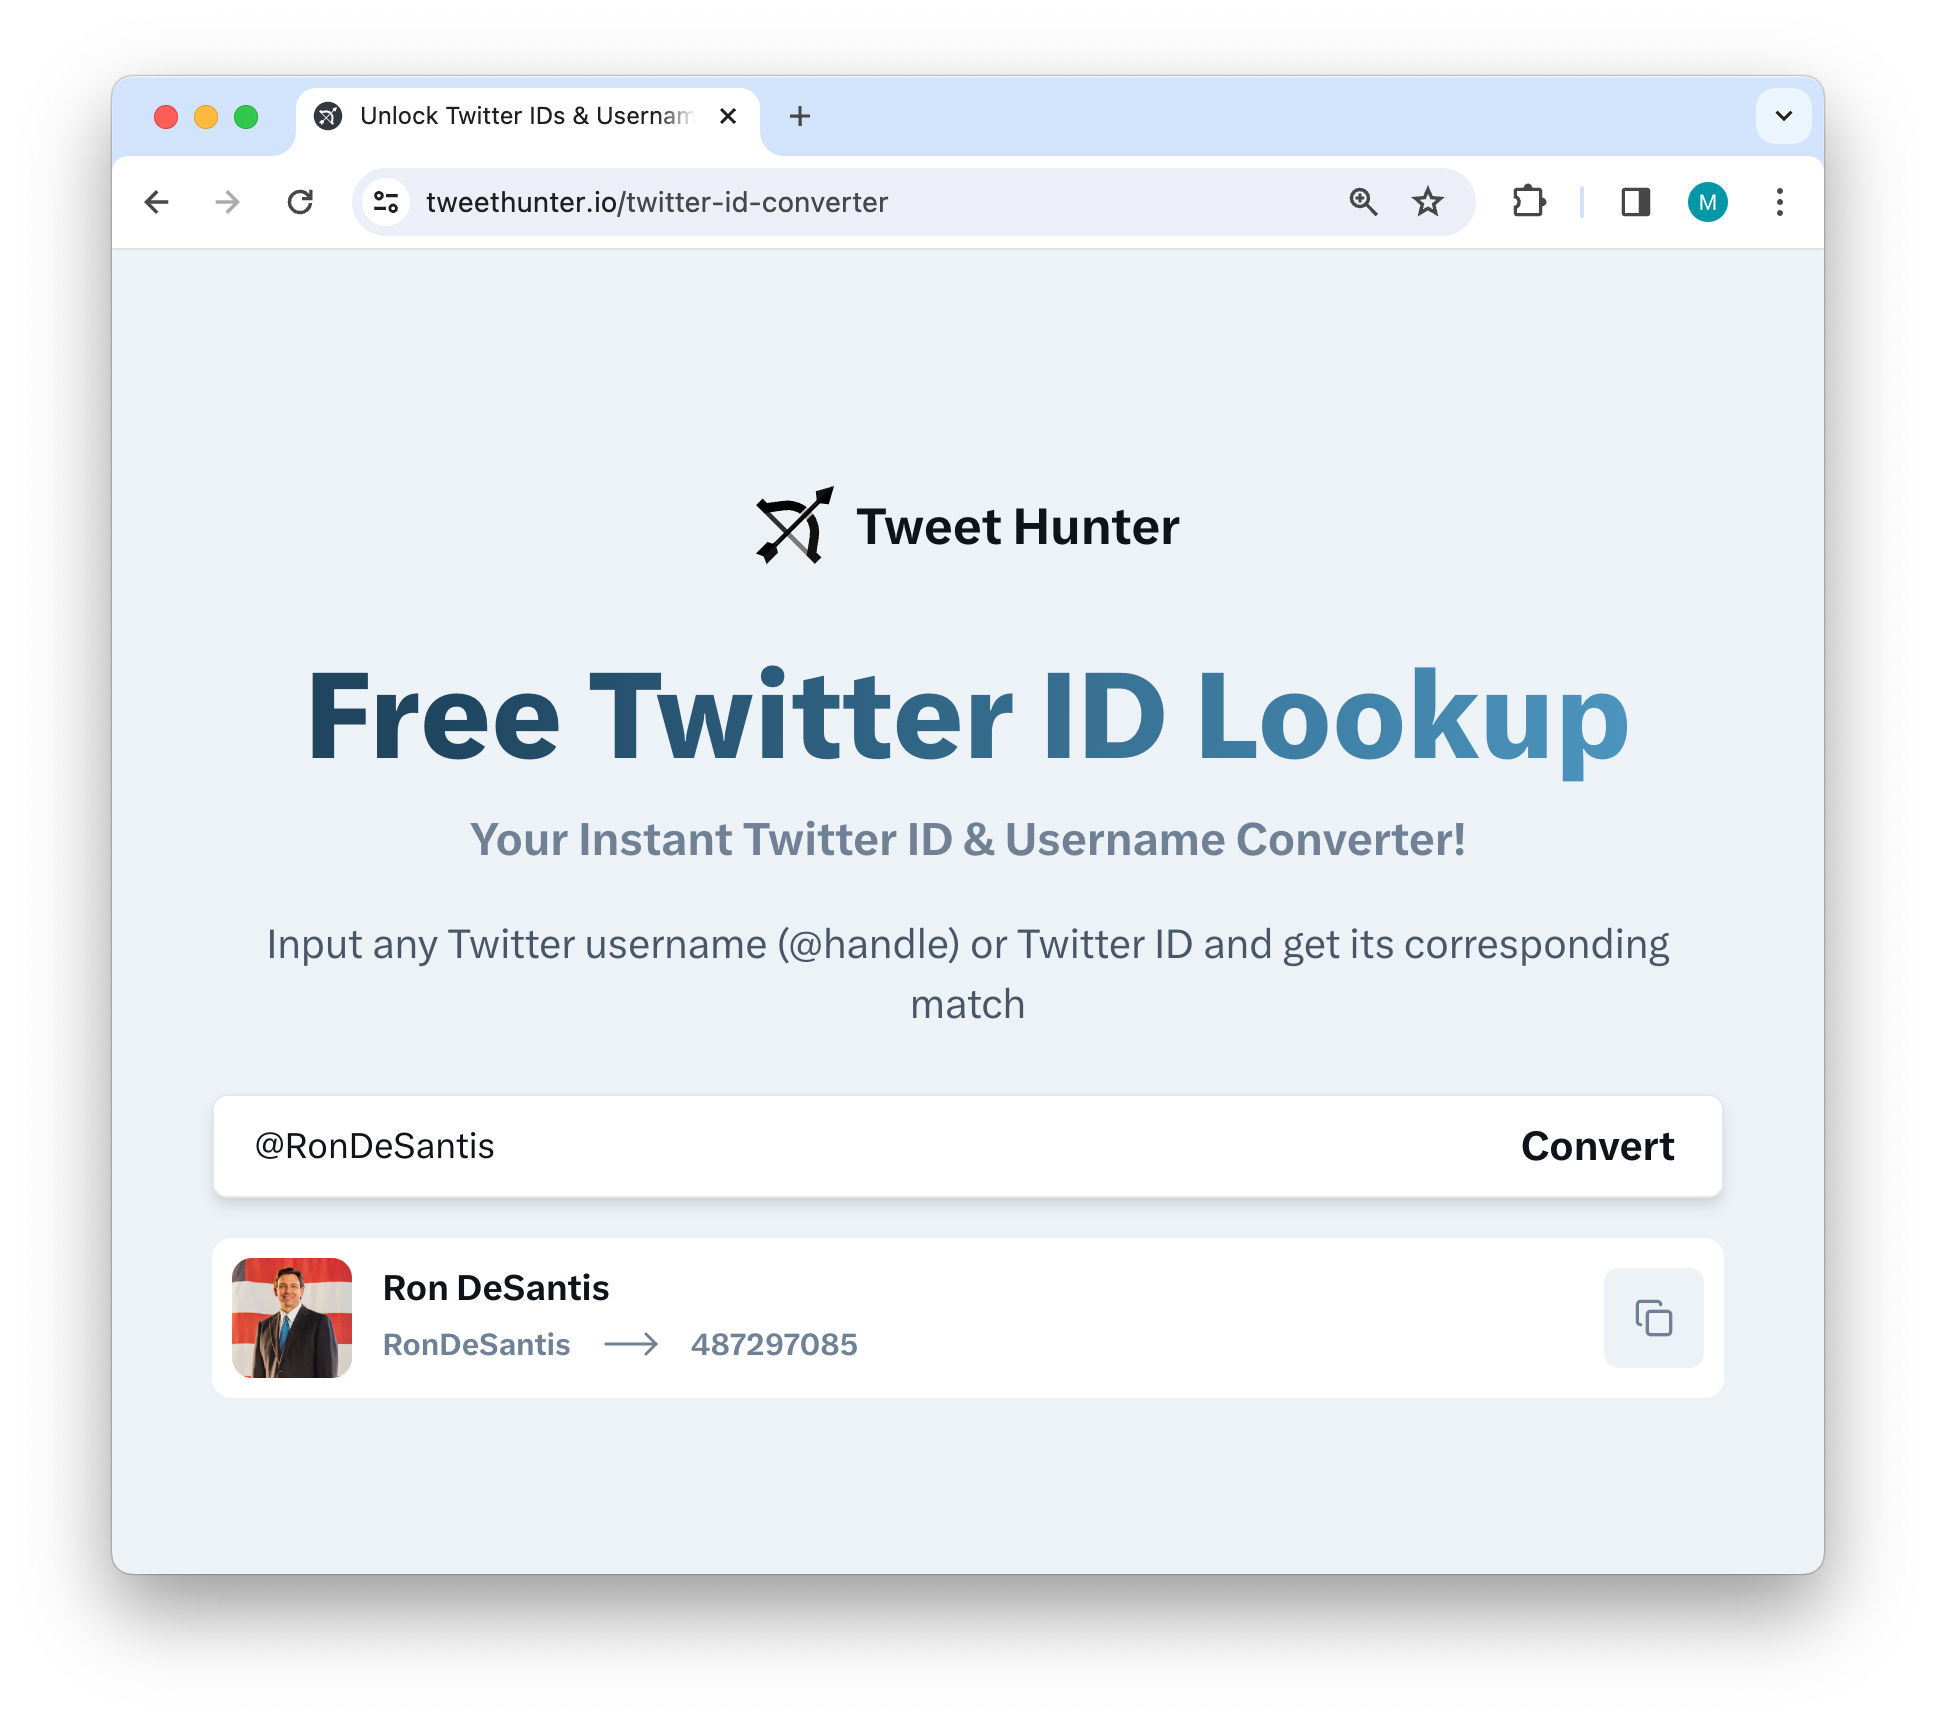 Unlock Twitter IDs & Usernam
tweethunter.io/twitter-id-converter
M
Tweet Hunter
Free Twitter ID Lookup
Your Instant Twitter ID & Username Converter!
Input any Twitter username (@handle) or Twitter ID and get its corresponding
match
@RonDeSantis
Convert
Ron DeSantis
RonDeSantis → 487297085